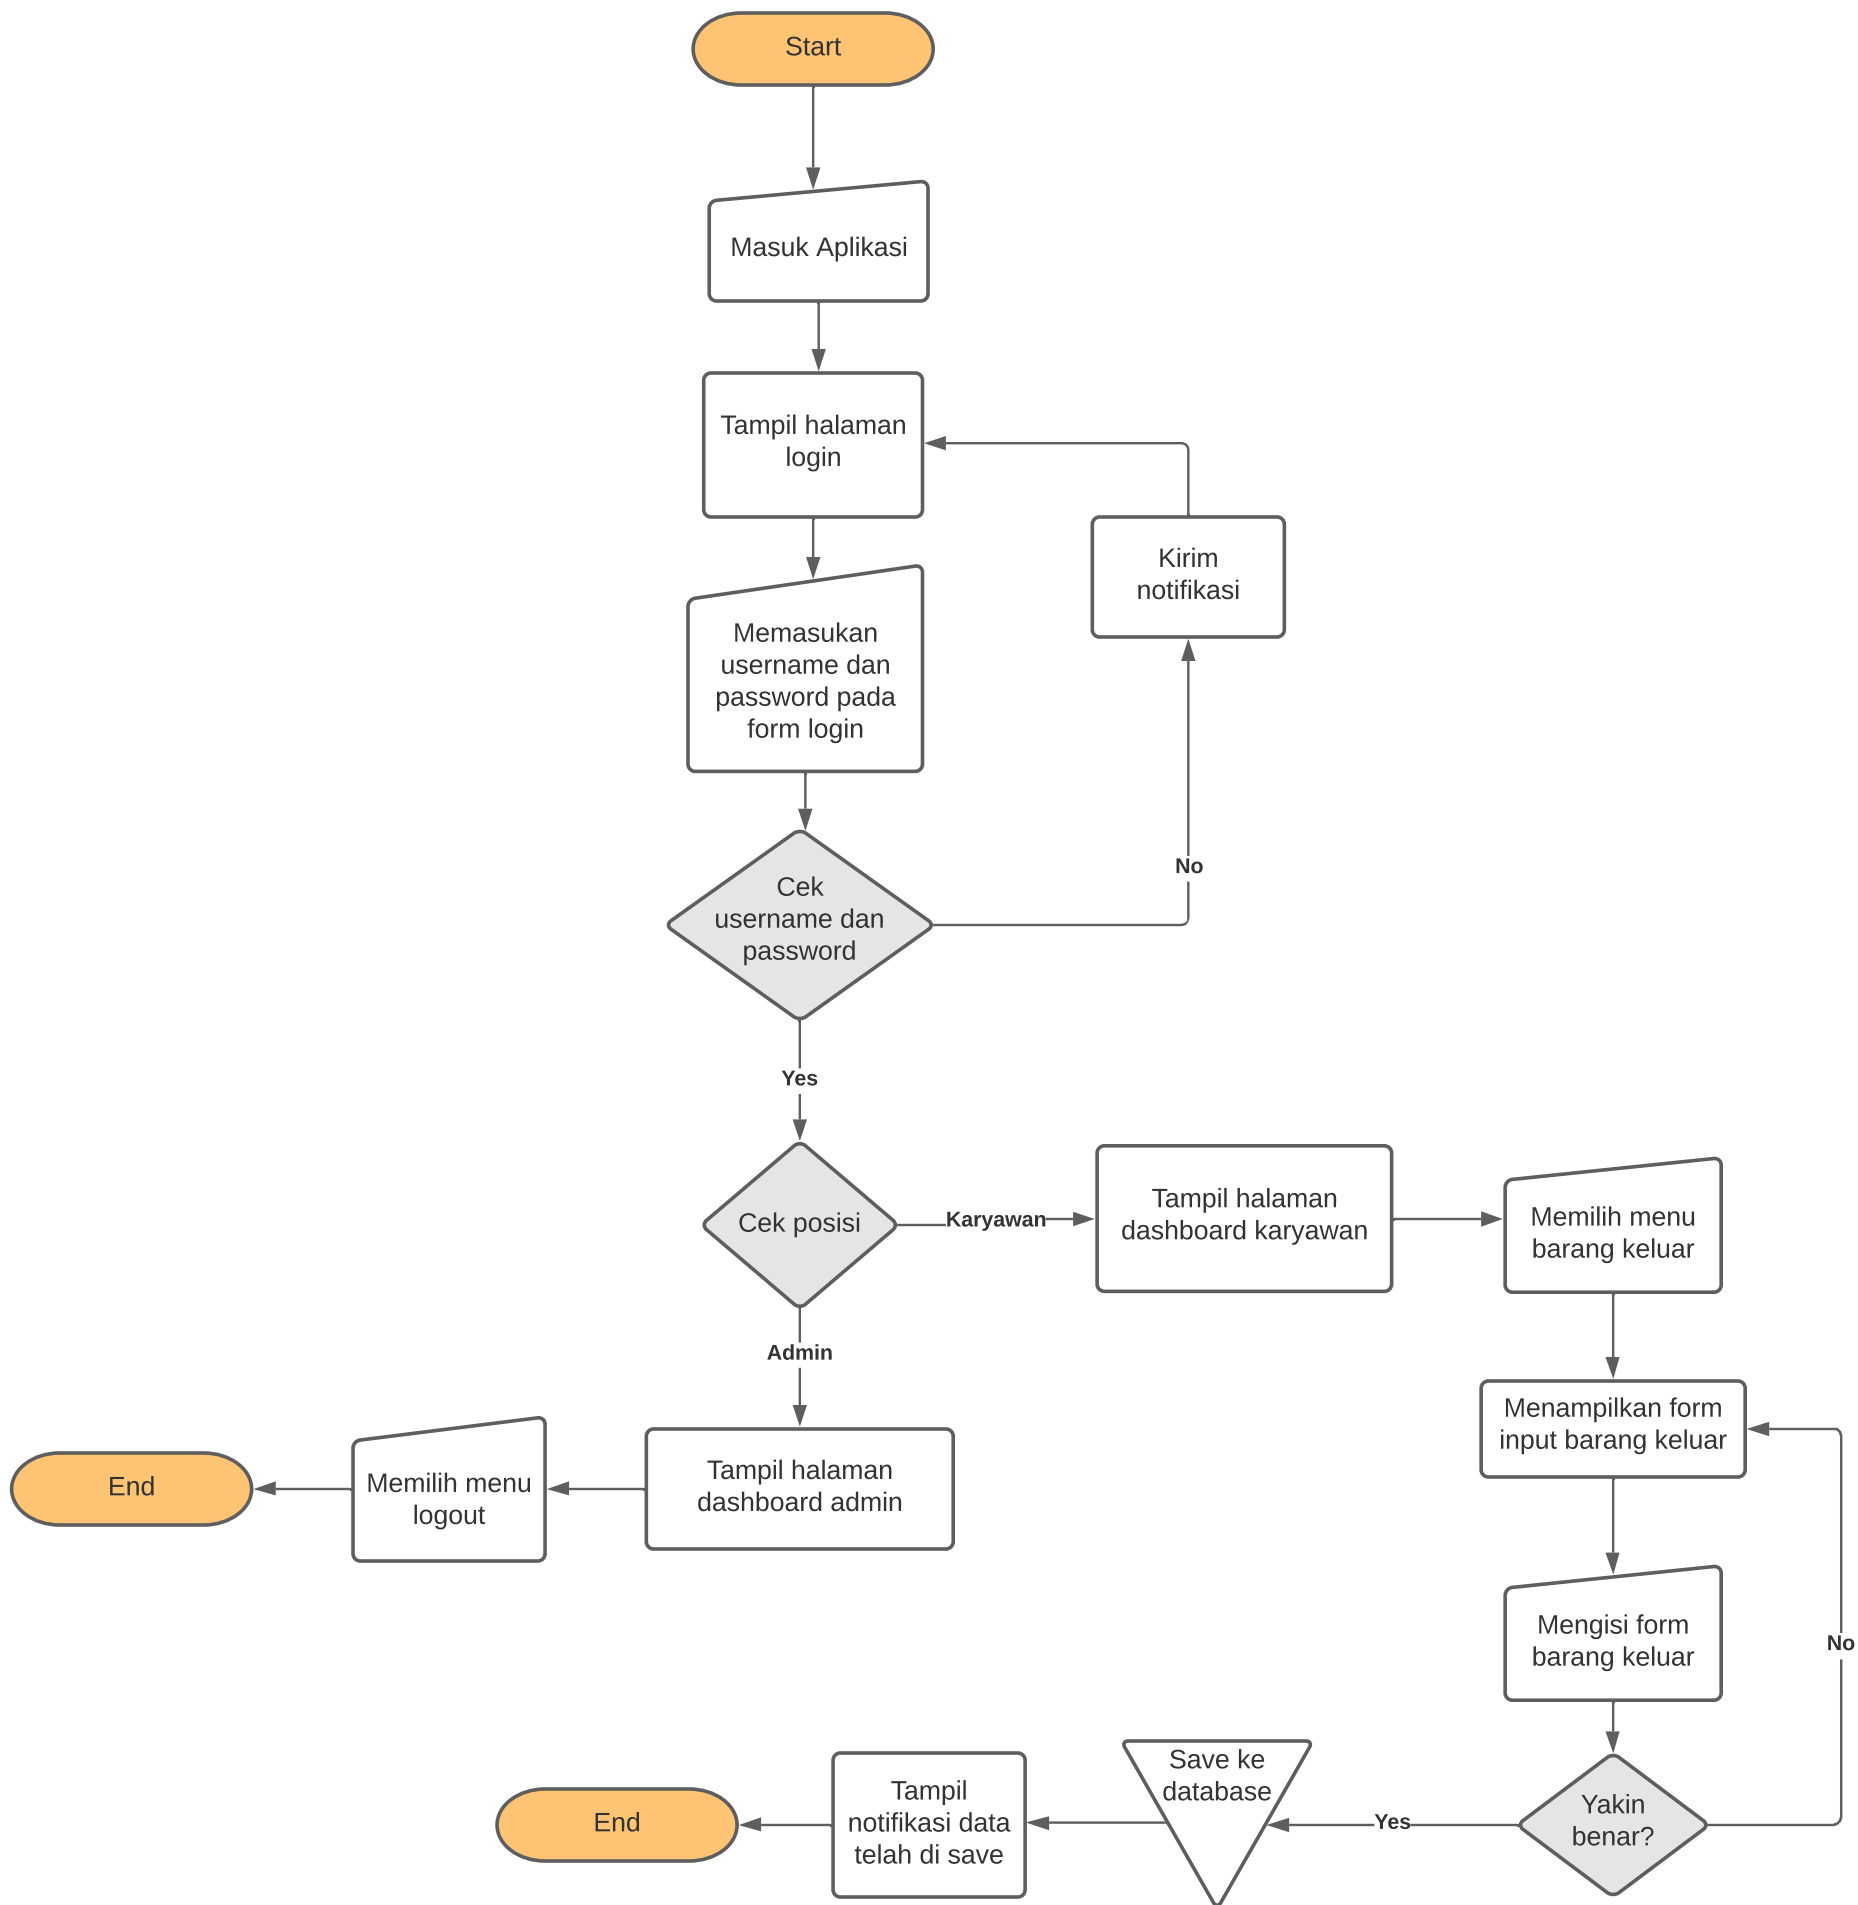 Start
Masuk Aplikasi
Tampil halaman
login
Kirim
notifikasi
Memasukan
username dan
password pada
form login
No
Cek
username dan
password
Yes
Cek posisi
Karyawan
Tampil halaman
dashboard karyawan
Memilih menu
barang keluar
Admin
Menampilkan form
input barang keluar
Tampil halaman
dashboard admin
Memilih menu
logout
End
Mengisi form
barang keluar
No
Yakin
benar?
Yes
Save ke
database
Tampil
notifikasi data
telah di save
End